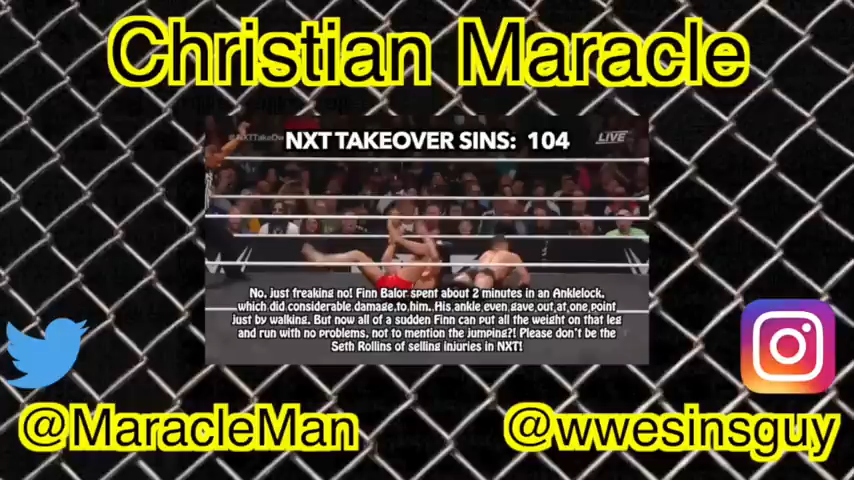 Christian Maracle
@NXTTakeOv
NXT TAKEOVER SINS: 104
LIVE
No, just freaking no! Finn Balor spent about 2 minutes in an Anklelock,
which did considerable damage to him. His ankle even gave out at one point
just by walking. But now all of a sudden Finn can put all the weight on that leg
and run with no problems, not to mention the jumping?! Please don't be the
Seth Rollins of selling injuries in NXT!
@MaracleMan
@wwesinsguy